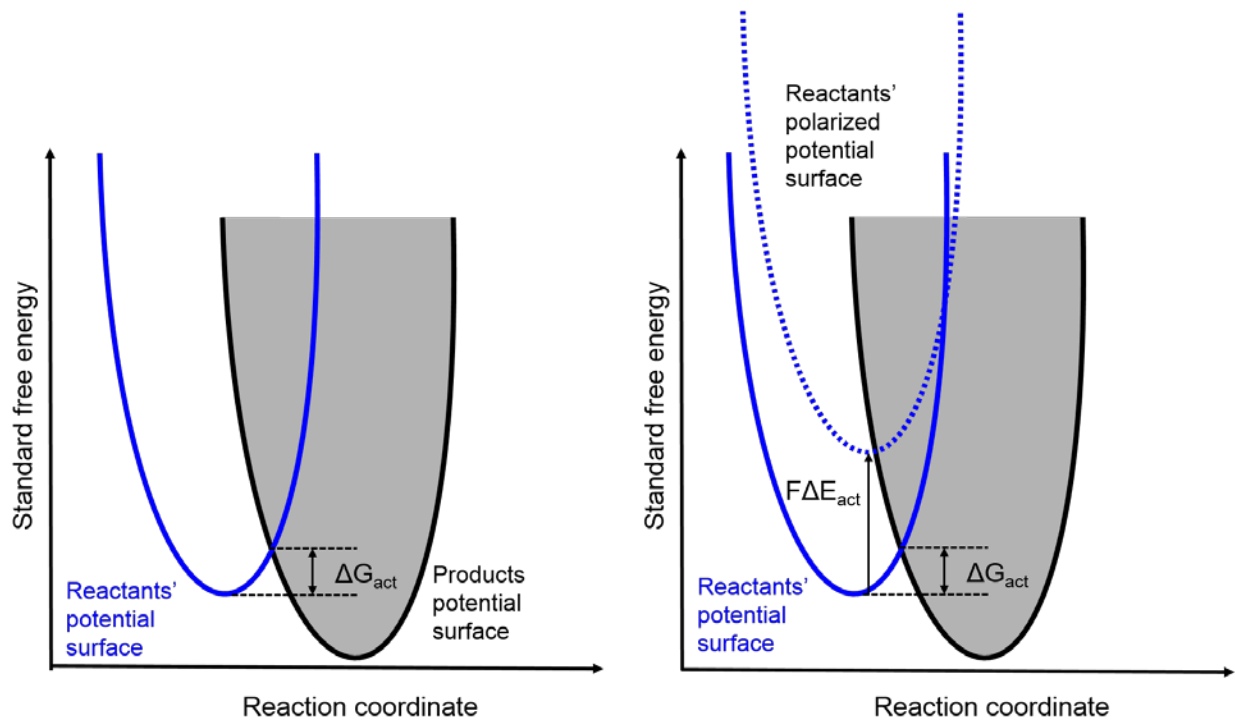 Standard free energy
Reactants'
potential
surface
ΔGact
Products
potential
surface
Reaction coordinate
Reactants'
polarized
potential
surface
Standard free energy
FΔEact
Reactants'
potential
surface
ΔGact
Reaction coordinate